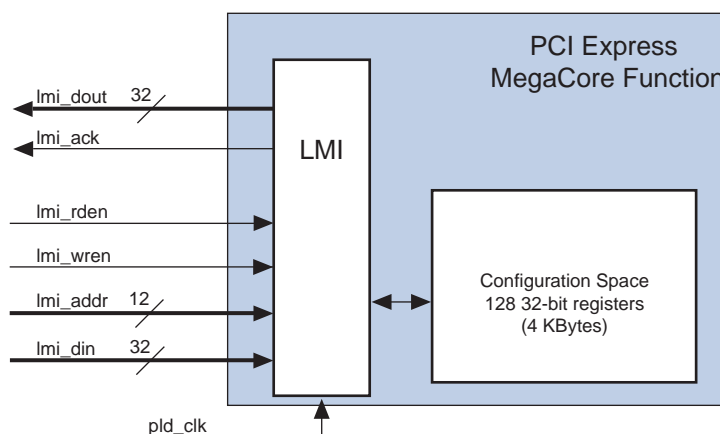 PCI Express
MegaCore Function
lmi_dout 32
lmi_ack
LMI
lmi_rden
lmi_wren
lmi_addr 12
lmi_din 32
Configuration Space
128 32-bit registers
(4 KBytes)
pld_clk